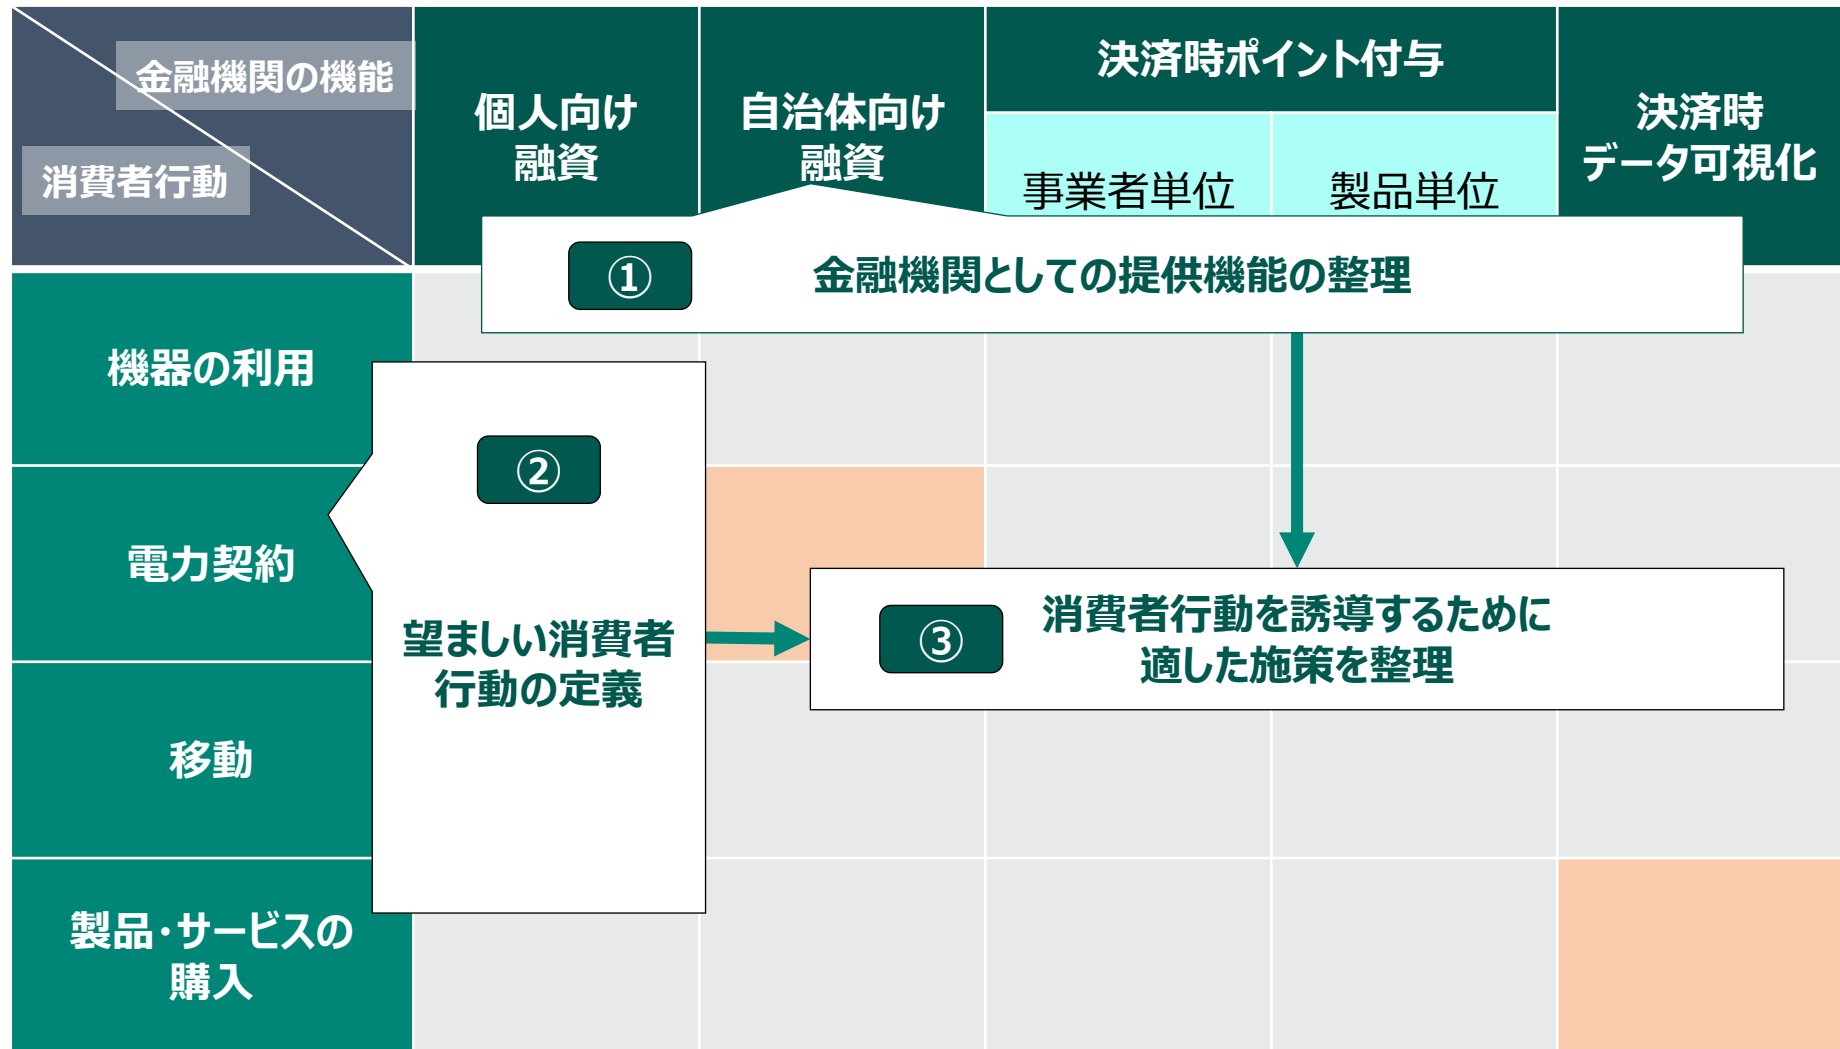 金融機関の機能
消費者行動
個人向け
融資
自治体向け
融資
決済時ポイント付与
事業者単位
製品単位
決済時
データ可視化
① 金融機関としての提供機能の整理
機器の利用
電力契約
移動
製品・サービスの
購入
②
望ましい消費者
行動の定義
③
消費者行動を誘導するために
適した施策を整理